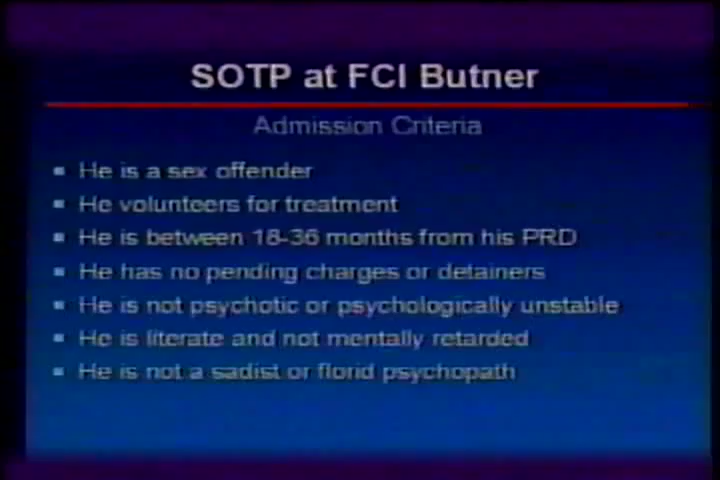 SOTP at FCI Butner
Admission Criteria
He is a sex offender
He volunteers for treatment
He is between 18-36 months from his PRD
He has no pending charges or detainers
He is not psychotic or psychologically unstable
He is literate and not mentally retarded
He is not a sadist or florid psychopath